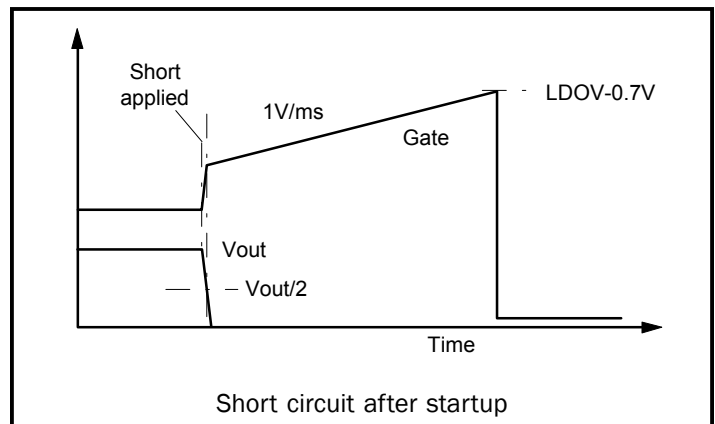 Short
applied
1V/ms
LDOV-0.7V
Gate
Vout
Vout/2
Time
Short circuit after startup